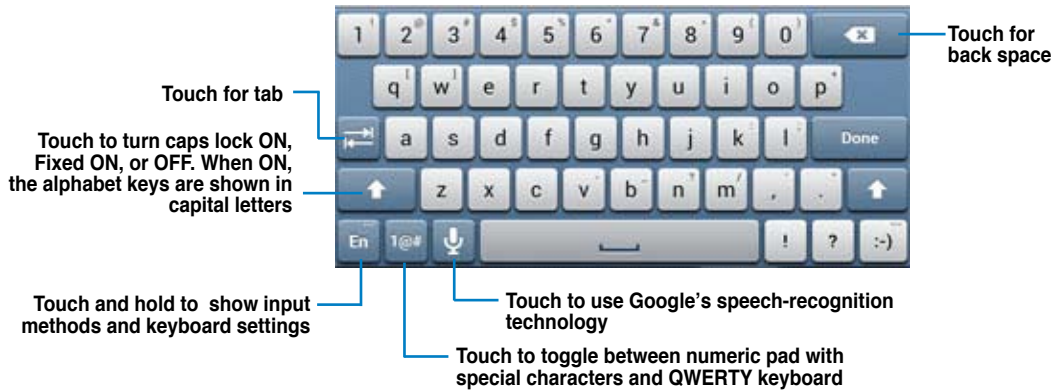 1 ! 2 @ 3 # 4 $ 5 % 6 ^ 7 & 8 * 9 ( 0 )
Touch for
back space
q [ w ] e r t y u i o p +
Touch for tab
a s d f g h j k l Done
Touch to turn caps lock ON,
Fixed ON, or OFF. When ON,
the alphabet keys are shown in
capital letters
z x c v b n ? m / , .
En 1@# ! ? :-)
Touch and hold to show input
methods and keyboard settings
Touch to use Google's speech-recognition
technology
Touch to toggle between numeric pad with
special characters and QWERTY keyboard